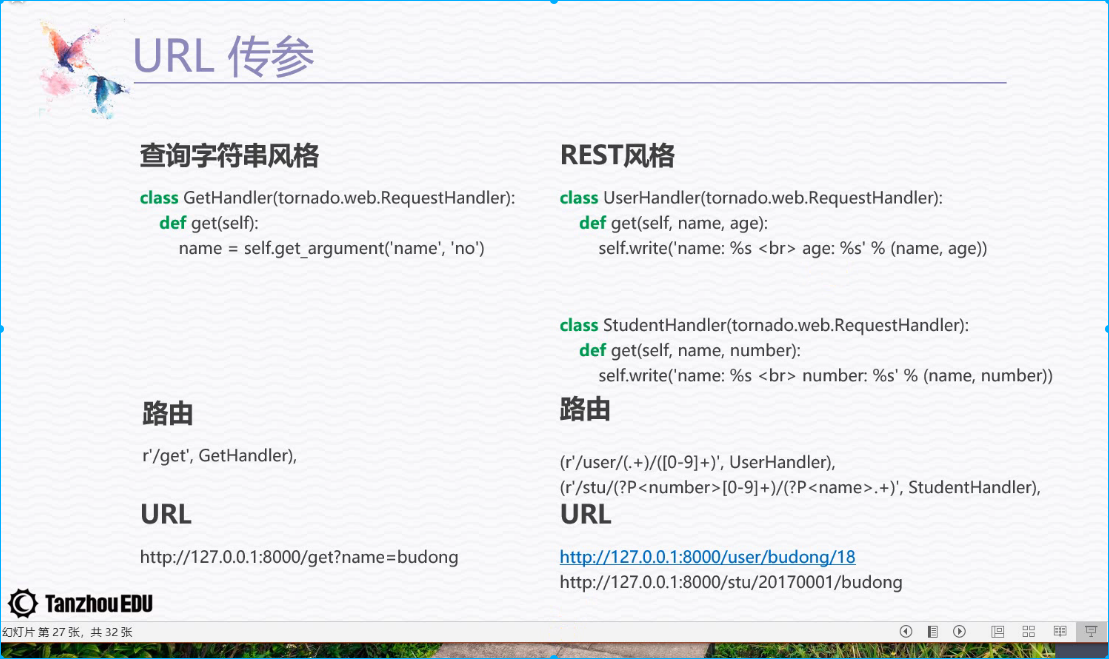 URL 传参
查询字符串风格
class GetHandler(tornado.web.RequestHandler):
def get(self):
name = self.get_argument('name', 'no')
路由
r'/get', GetHandler),
URL
http://127.0.0.1:8000/get?name=budong
REST风格
class UserHandler(tornado.web.RequestHandler):
def get(self, name, age):
self.write('name: %s <br> age: %s' % (name, age))
class StudentHandler(tornado.web.RequestHandler):
def get(self, name, number):
self.write('name: %s <br> number: %s' % (name, number))
路由
(r'/user/(.+)/([0-9]+)', UserHandler),
(r'/stu/(?P<number>[0-9]+)/(?P<name>.+)', StudentHandler),
URL
http://127.0.0.1:8000/user/budong/18
http://127.0.0.1:8000/stu/20170001/budong
Tanzhou EDU
幻灯片 第 27 张，共 32 张